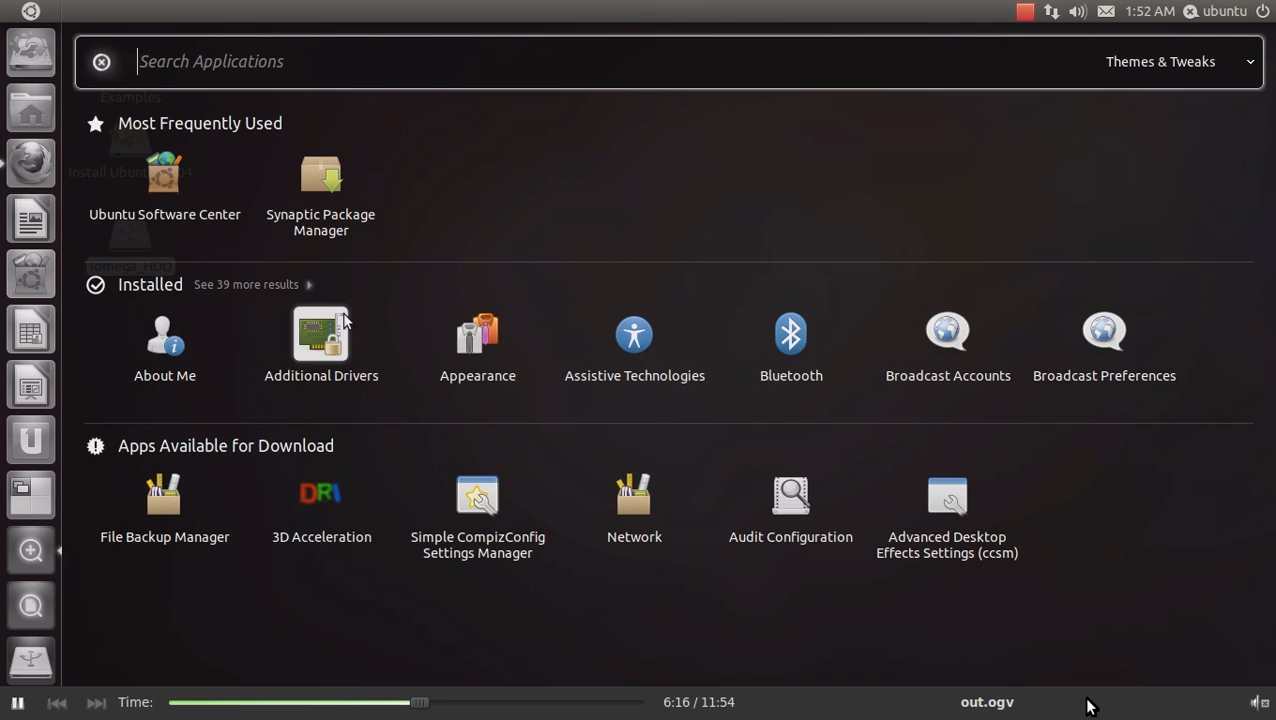 1:52 AM ubuntu
Search Applications
Themes & Tweaks
Examples
Most Frequently Used
Ubuntu Software Center
Synaptic Package
Manager
Installed See 39 more results
About Me
Additional Drivers
Appearance
Assistive Technologies
Bluetooth
Broadcast Accounts
Broadcast Preferences
Apps Available for Download
DRI
File Backup Manager
3D Acceleration
Simple CompizConfig
Settings Manager
Network
Audit Configuration
Advanced Desktop
Effects Settings (ccsm)
Time: 6:16 / 11:54 out.ogv